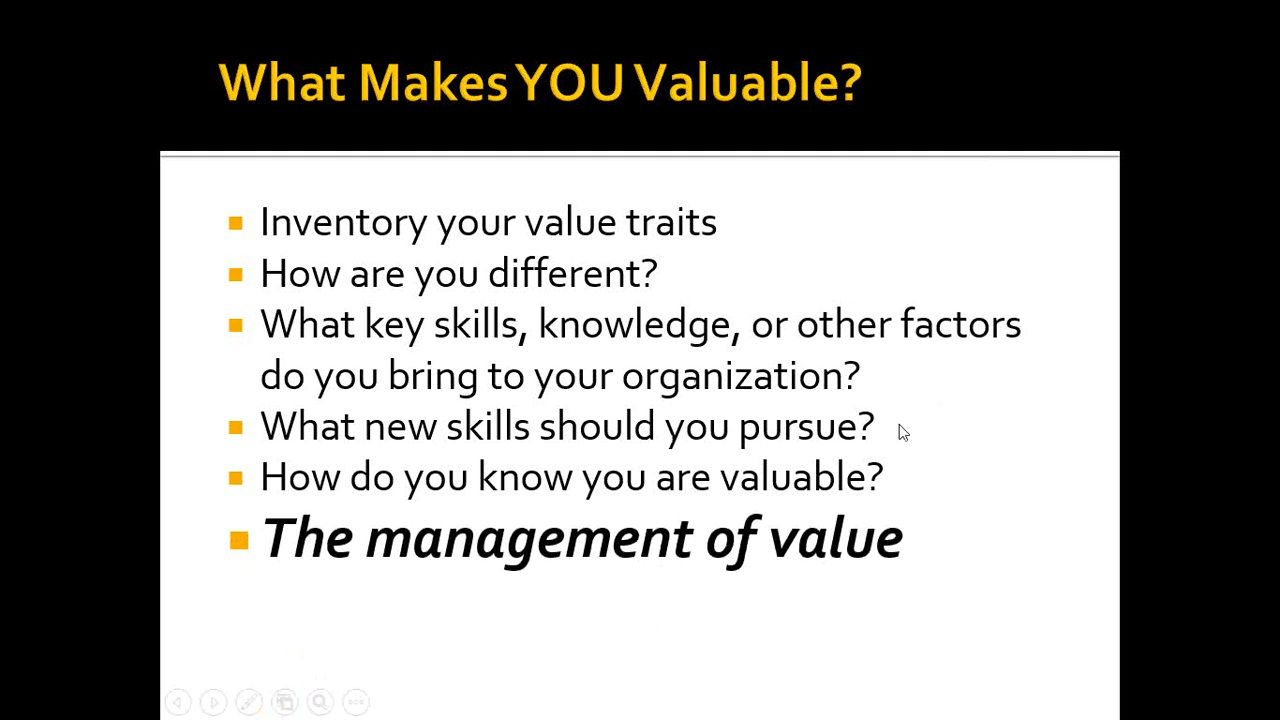 What Makes YOU Valuable?
Inventory your value traits
How are you different?
What key skills, knowledge, or other factors
do you bring to your organization?
What new skills should you pursue?
How do you know you are valuable?
The management of value